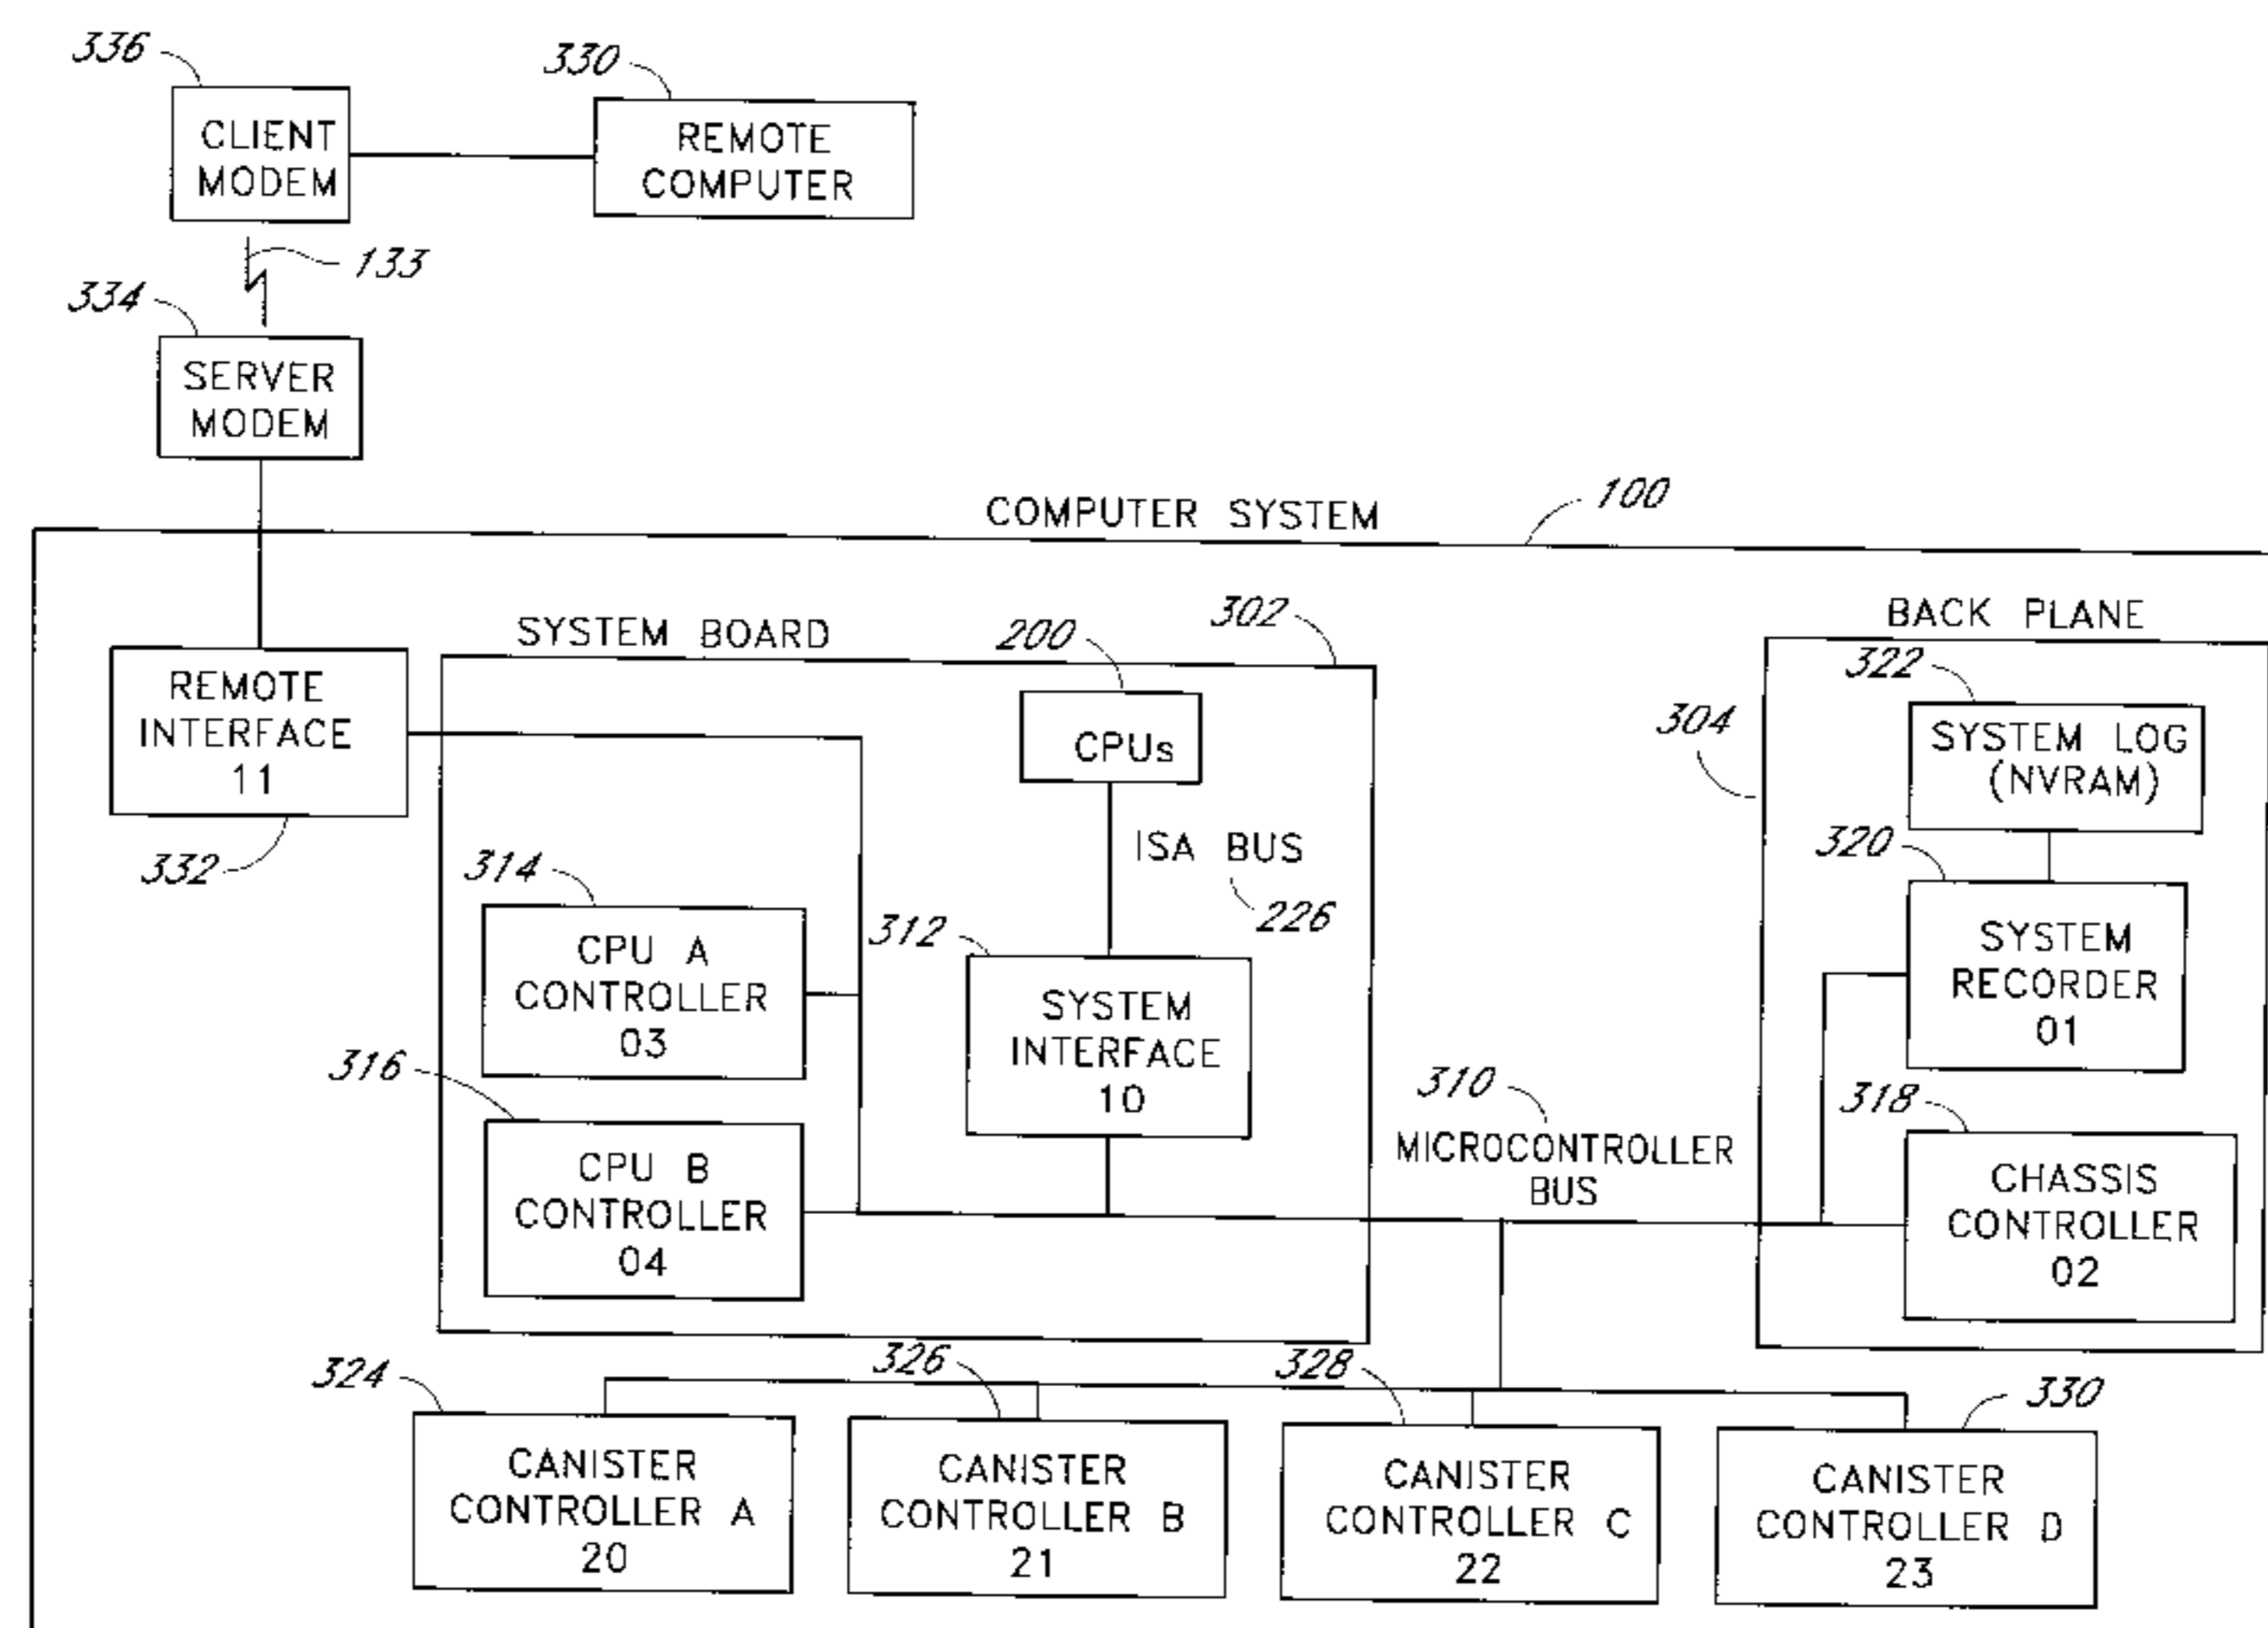 336
330
CLIENT
MODEM
REMOTE
COMPUTER
133
334
SERVER
MODEM
COMPUTER SYSTEM
100
SYSTEM BOARD
302
200
BACK PLANE
REMOTE
INTERFACE
11
332
CPUs
304
322
SYSTEM LOG
(NVRAM)
ISA BUS
226
314
CPU A
CONTROLLER
03
312
SYSTEM
INTERFACE
10
320
SYSTEM
RECORDER
01
316
CPU B
CONTROLLER
04
310
MICROCONTROLLER
BUS
318
CHASSIS
CONTROLLER
02
324
CANISTER
CONTROLLER A
20
326
CANISTER
CONTROLLER B
21
328
CANISTER
CONTROLLER C
22
330
CANISTER
CONTROLLER D
23